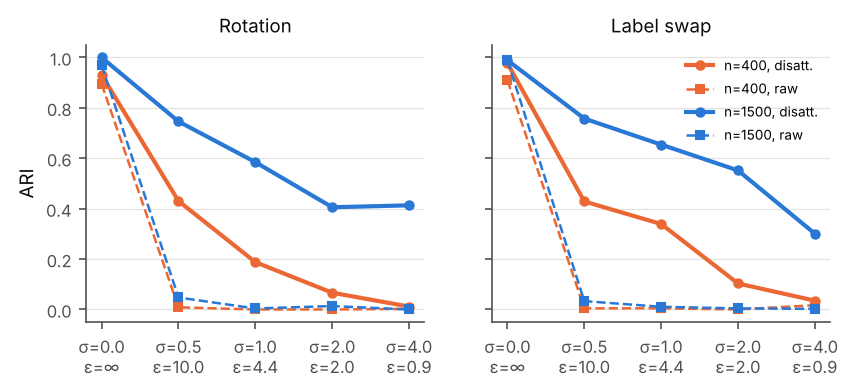 Rotation
Label swap
ARI
1.0
0.8
0.6
0.4
0.2
0.0
n=400, disatt.
n=400, raw
n=1500, disatt.
n=1500, raw
σ=0.0 σ=0.5 σ=1.0 σ=2.0 σ=4.0
ε=∞ ε=10.0 ε=4.4 ε=2.0 ε=0.9
σ=0.0 σ=0.5 σ=1.0 σ=2.0 σ=4.0
ε=∞ ε=10.0 ε=4.4 ε=2.0 ε=0.9